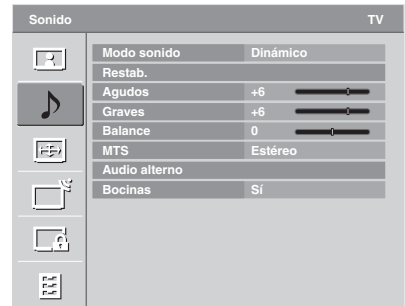 Sonido TV
Modo sonido Dinámico
Restab.
Agudos +6
Graves +6
Balance 0
MTS Estéreo
Audio alterno
Bocinas Sí